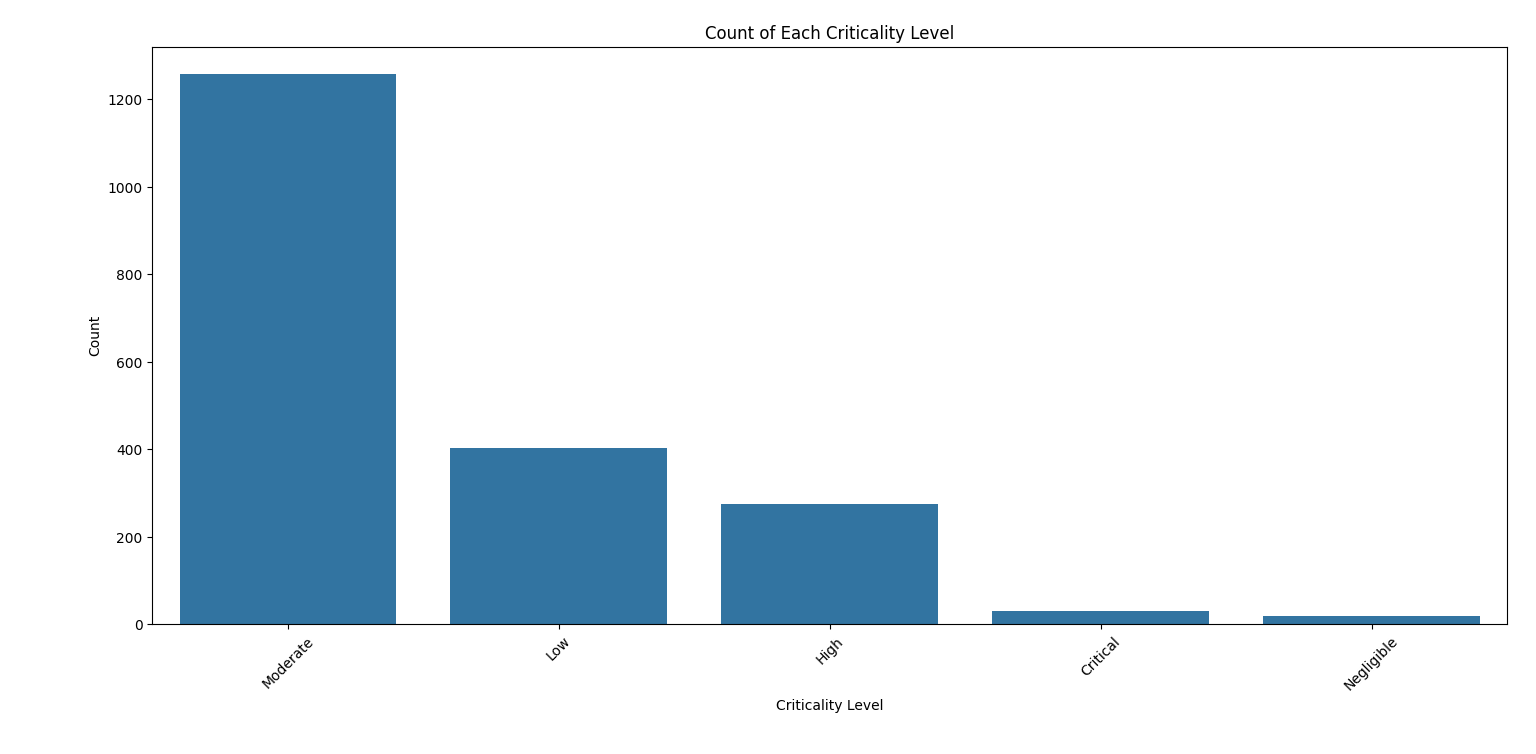 Count of Each Criticality Level
1200
1000
800
600
400
200
0
Count
Moderate
Low
High
Critical
Negligible
Criticality Level